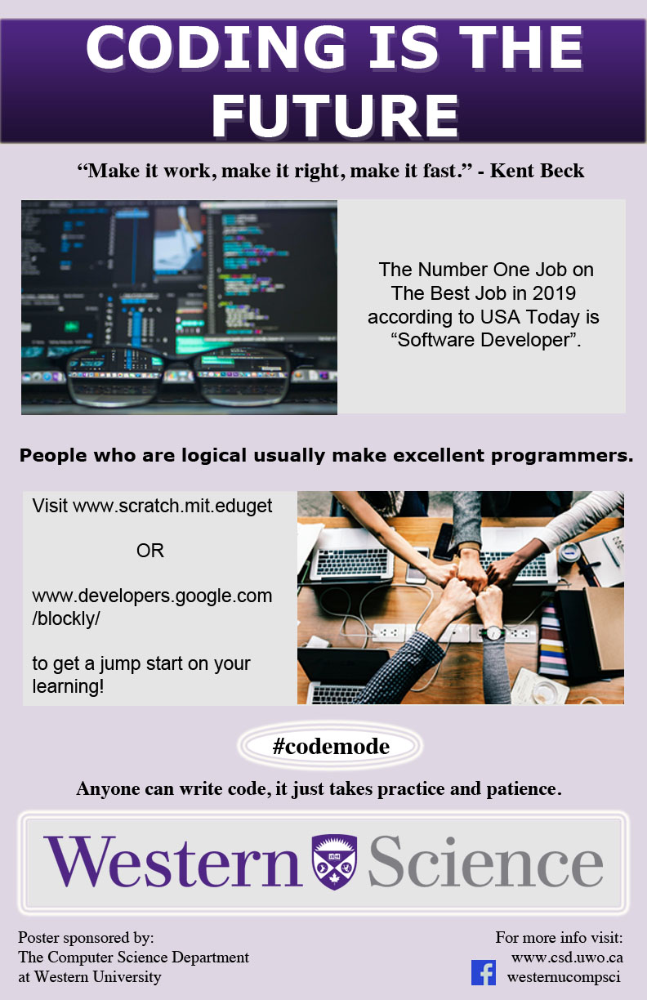 CODING IS THE
FUTURE
“Make it work, make it right, make it fast.” - Kent Beck
The Number One Job on
The Best Job in 2019
according to USA Today is
“Software Developer”.
People who are logical usually make excellent programmers.
Visit www.scratch.mit.eduget
OR
www.developers.google.com
/blockly/
to get a jump start on your
learning!
#codemode
Anyone can write code, it just takes practice and patience.
Western Science
Poster sponsored by:
The Computer Science Department
at Western University
For more info visit:
www.csd.uwo.ca
westernucompsci